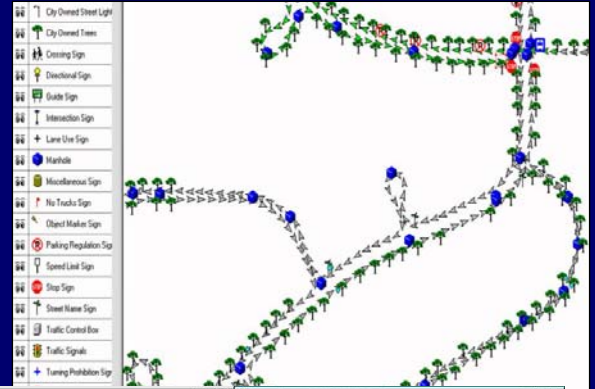 City Owned Street Light
City Owned Trees
Crossing Sign
Directional Sign
Guide Sign
Intersection Sign
Lane Use Sign
Manhole
Miscellaneous Sign
No Trucks Sign
Object Marker Sign
Parking Regulation Sig
Speed Limit Sign
Stop Sign
Street Name Sign
Traffic Control Box
Traffic Signals
Turning Prohibition Sign